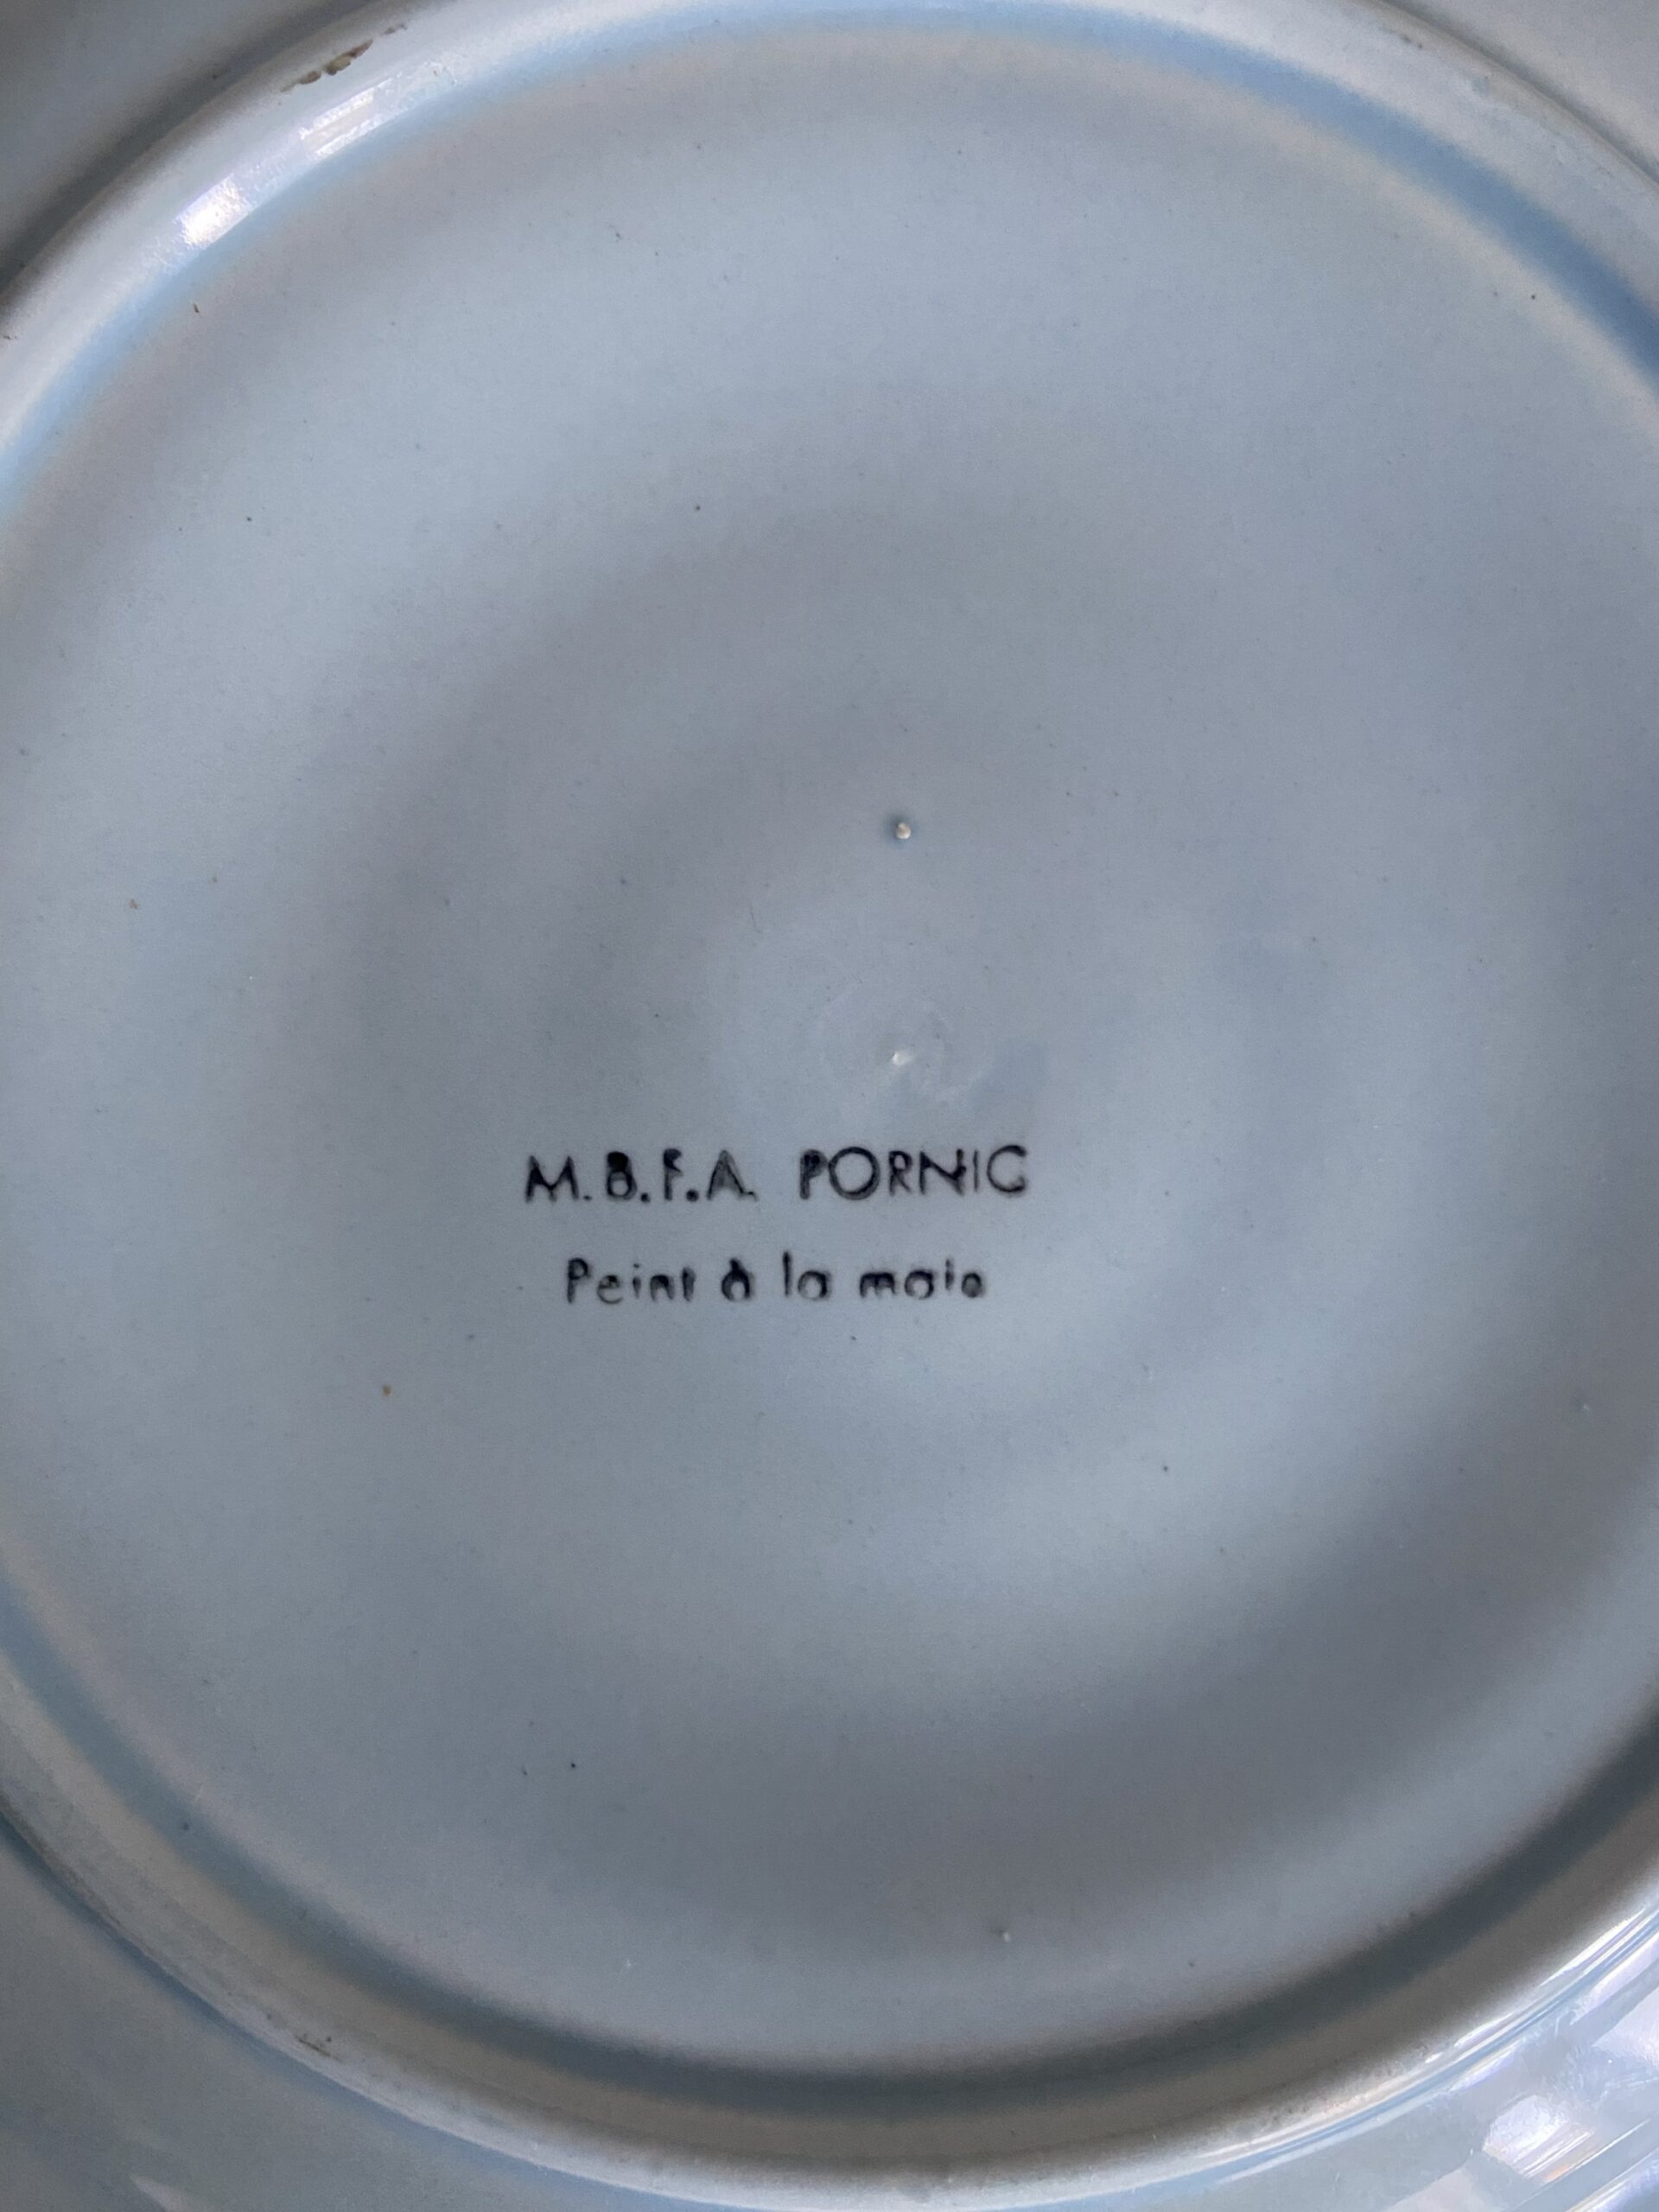 M.B.F.A. PORNIC
Peint à la main